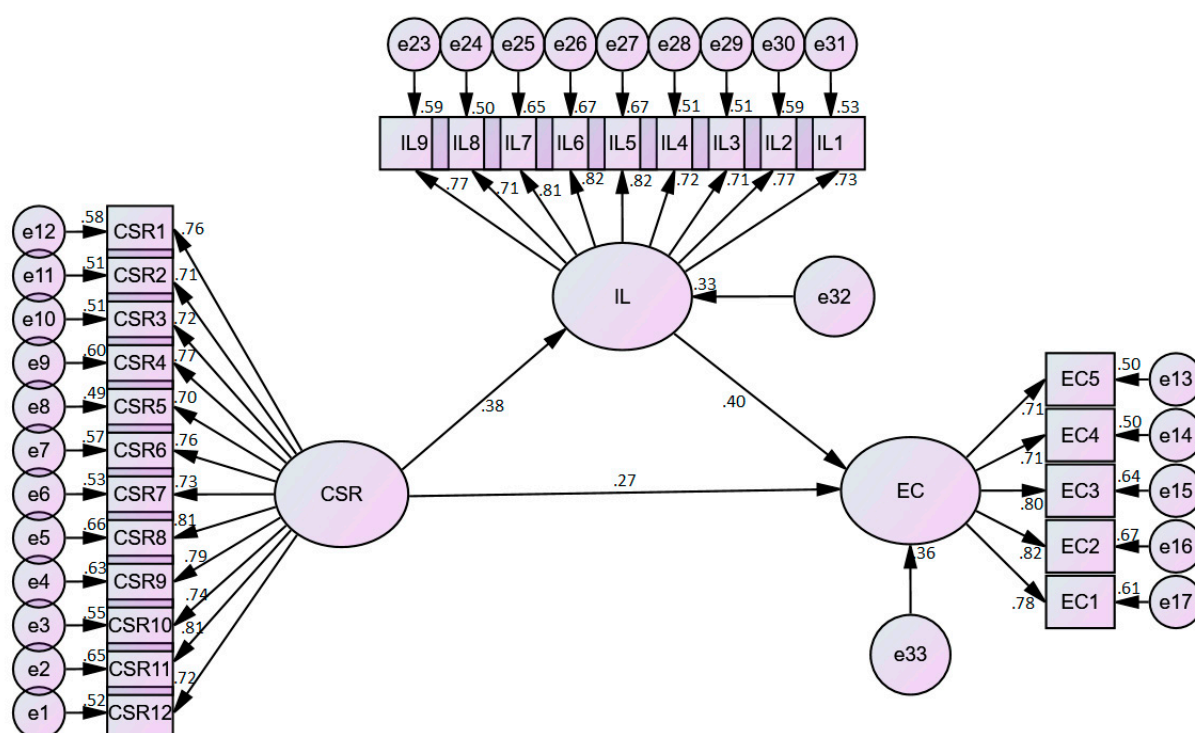 e23 e24 e25 e26 e27 e28 e29 e30 e31
.59 .50 .65 .67 .67 .51 .51 .59 .53
IL9 IL8 IL7 IL6 IL5 IL4 IL3 IL2 IL1
.77 .71 .81 .82 .82 .72 .71 .77 .73
IL
.33
e32
e12 .58 CSR1 .76
e11 .51 CSR2 .71
e10 .51 CSR3 .72
e9 .60 CSR4 .77
e8 .49 CSR5 .70
e7 .57 CSR6 .76
e6 .53 CSR7 .73
e5 .66 CSR8 .81
e4 .63 CSR9 .79
e3 .55 CSR10 .74
e2 .65 CSR11 .81
e1 .52 CSR12 .72
CSR
.38
.40
.27
EC
.36
e33
.71 EC5 .50 e13
.71 EC4 .50 e14
.80 EC3 .64 e15
.82 EC2 .67 e16
.78 EC1 .61 e17